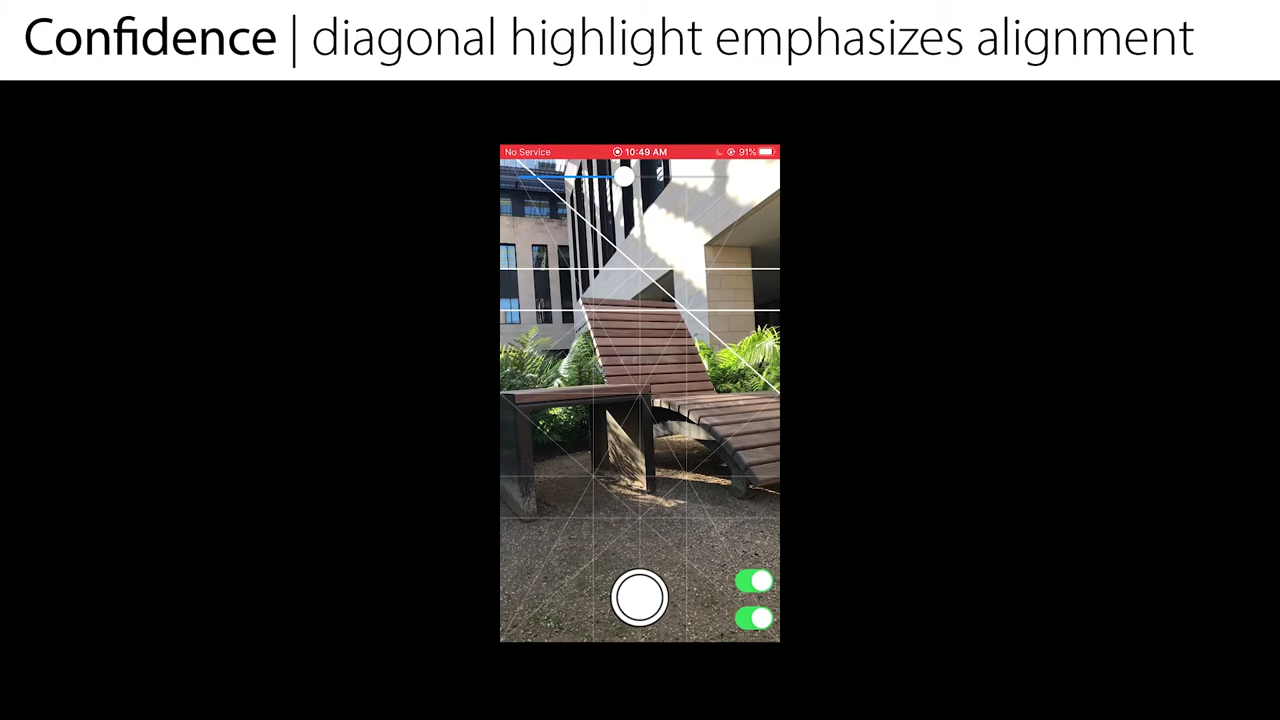 Confidence | diagonal highlight emphasizes alignment
No Service 10:49 AM 91%